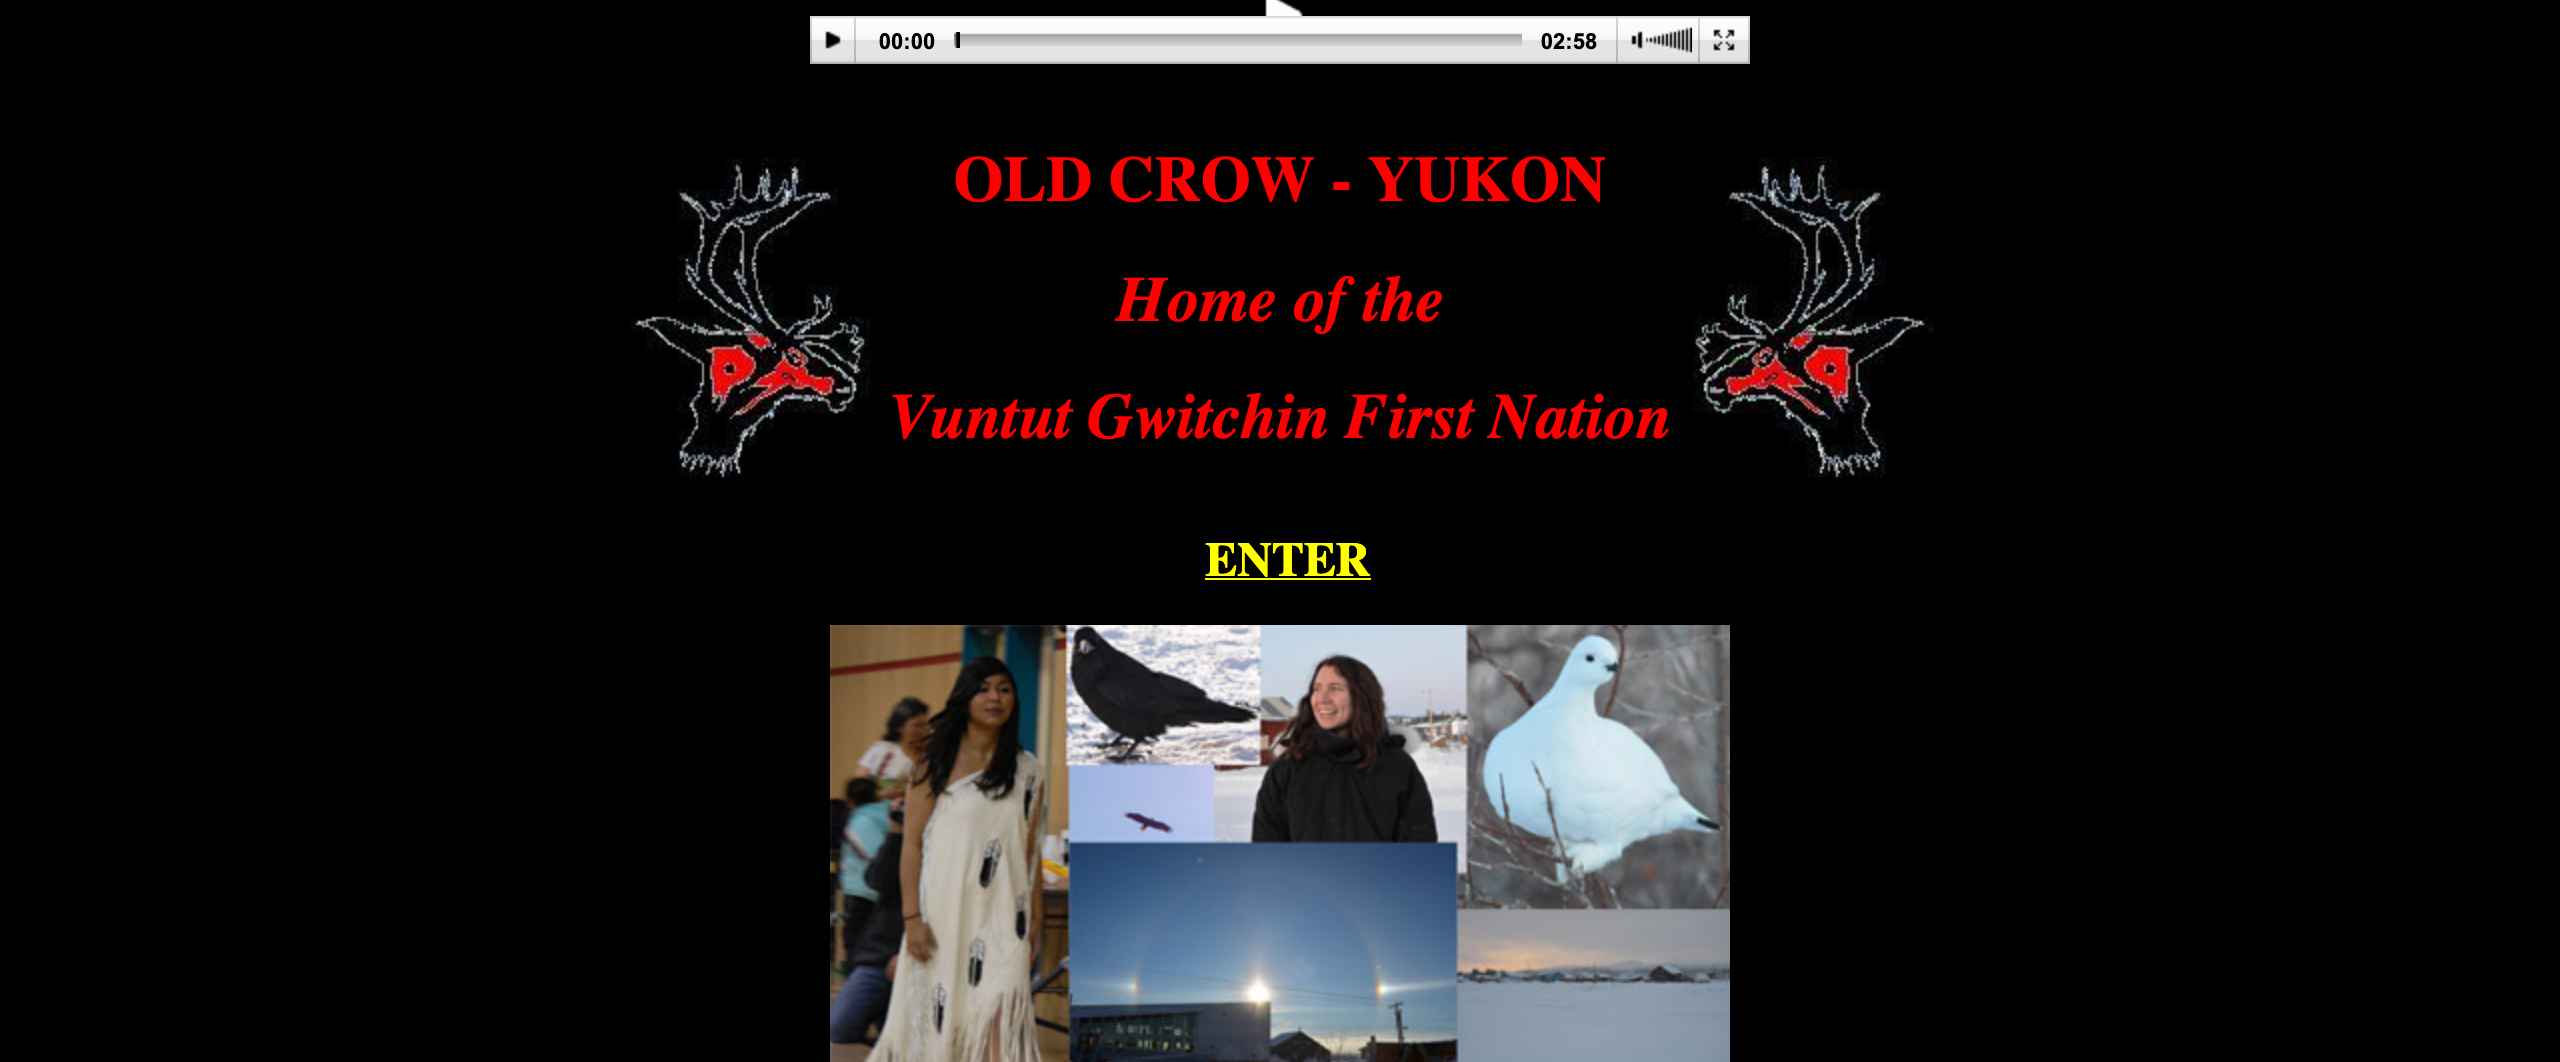 00:00 02:58
OLD CROW - YUKON
Home of the
Vuntut Gwitchin First Nation
ENTER